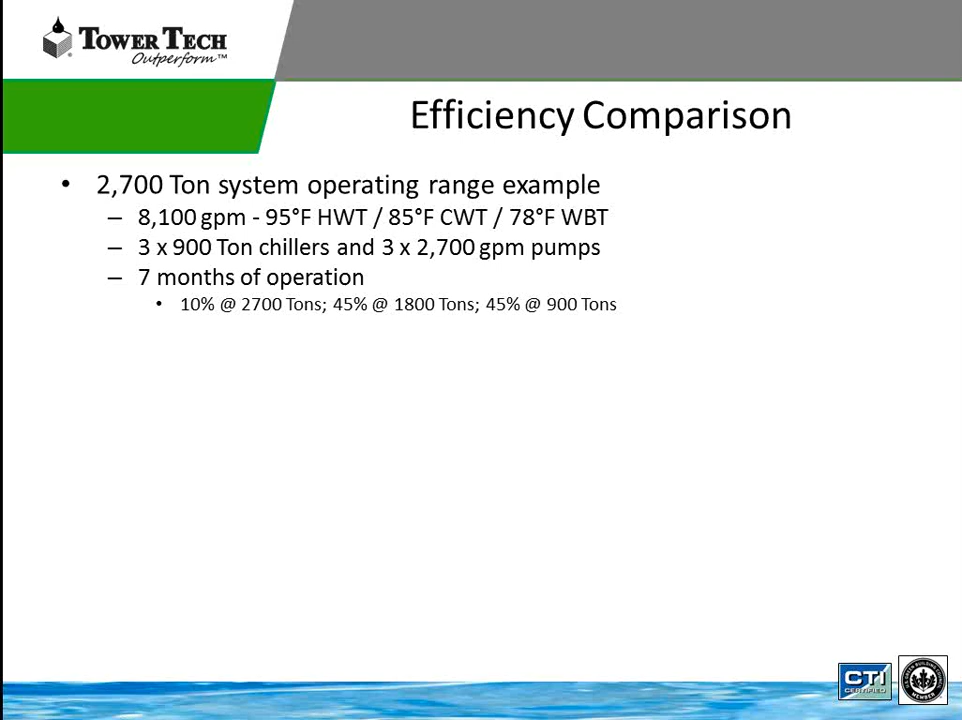 TOWER TECH
Outperform™
Efficiency Comparison
• 2,700 Ton system operating range example
– 8,100 gpm - 95°F HWT / 85°F CWT / 78°F WBT
– 3 x 900 Ton chillers and 3 x 2,700 gpm pumps
– 7 months of operation
• 10% @ 2700 Tons; 45% @ 1800 Tons; 45% @ 900 Tons
CTI
CERTIFIED
MEMBER